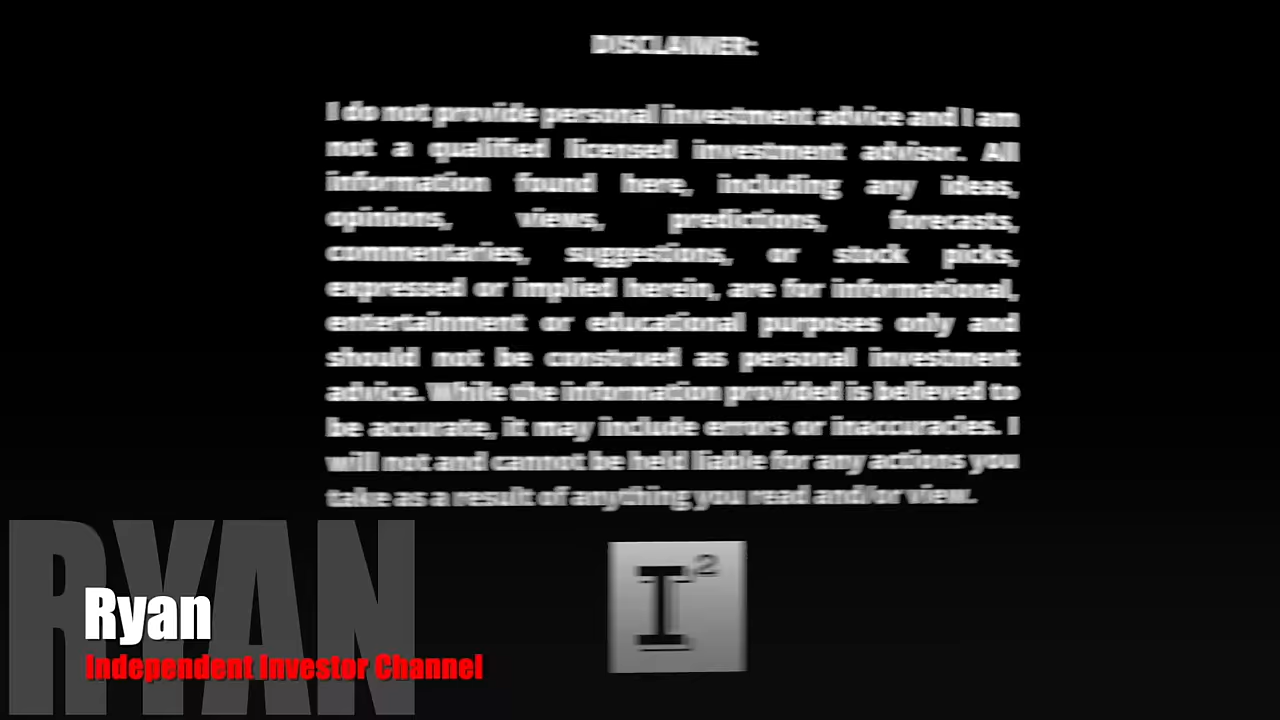 DISCLAIMER:
I do not provide personal investment advice and I am
not a qualified licensed investment advisor. All
information found here, including any ideas,
opinions, views, predictions, forecasts,
commentaries, suggestions, or stock picks,
expressed or implied herein, are for informational,
entertainment or educational purposes only and
should not be construed as personal investment
advice. While the information provided is believed to
be accurate, it may include errors or inaccuracies. I
will not and cannot be held liable for any actions you
take as a result of anything you read and/or view.
I²
RYAN
Ryan
Independent Investor Channel